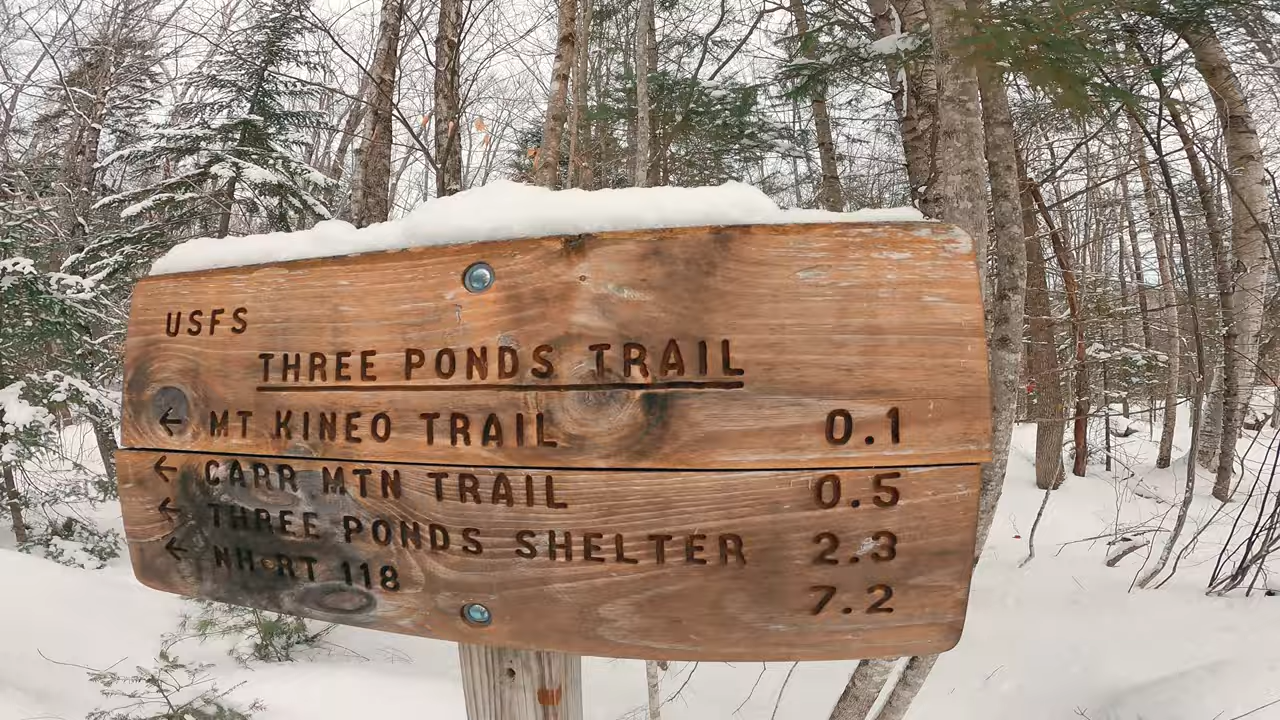 USFS
THREE PONDS TRAIL
← MT KINEO TRAIL 0.1
← CARR MTN TRAIL 0.5
← THREE PONDS SHELTER 2.3
← NH RT 118 7.2